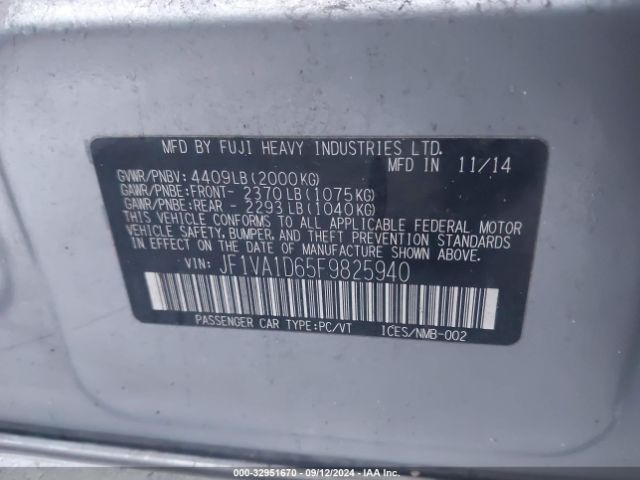 MFD BY FUJI HEAVY INDUSTRIES LTD.
MFD IN 11/14
GVWR/PNBV: 4409LB(2000KG)
GAWR/PNBE:FRONT- 2370LB(1075KG)
GAWR/PNBE:REAR - 2293LB(1040KG)
THIS VEHICLE CONFORMS TO ALL APPLICABLE FEDERAL MOTOR
VEHICLE SAFETY, BUMPER, AND THEFT PREVENTION STANDARDS
IN EFFECT ON THE DATE OF MANUFACTURE SHOWN ABOVE.
VIN: JF1VA1D65F9825940
PASSENGER CAR TYPE:PC/VT ICES/NMB-002
000-32951670 - 09/12/2024 - IAA Inc.